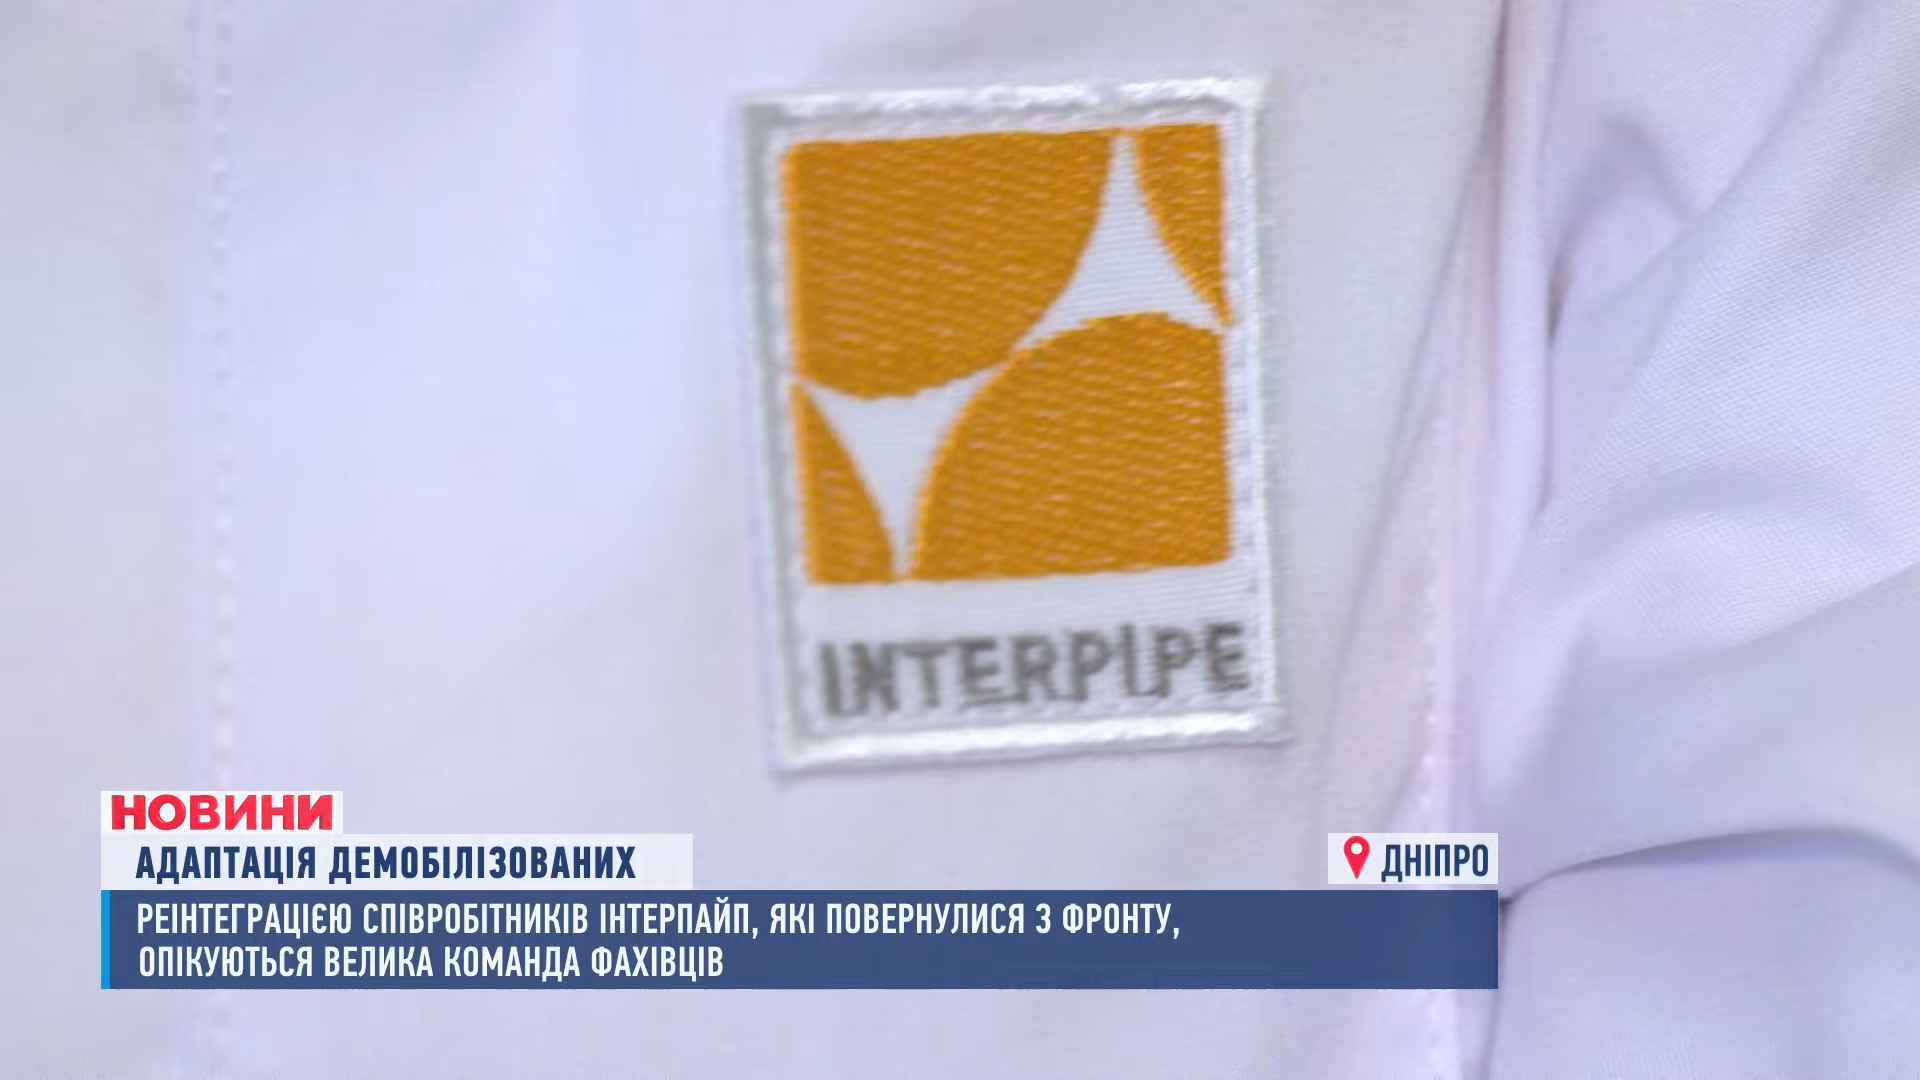 INTERPIPE
НОВИНИ
АДАПТАЦІЯ ДЕМОБІЛІЗОВАНИХ
ДНІПРО
РЕІНТЕГРАЦІЄЮ СПІВРОБІТНИКІВ ІНТЕРПАЙП, ЯКІ ПОВЕРНУЛИСЯ З ФРОНТУ,
ОПІКУЮТЬСЯ ВЕЛИКА КОМАНДА ФАХІВЦІВ